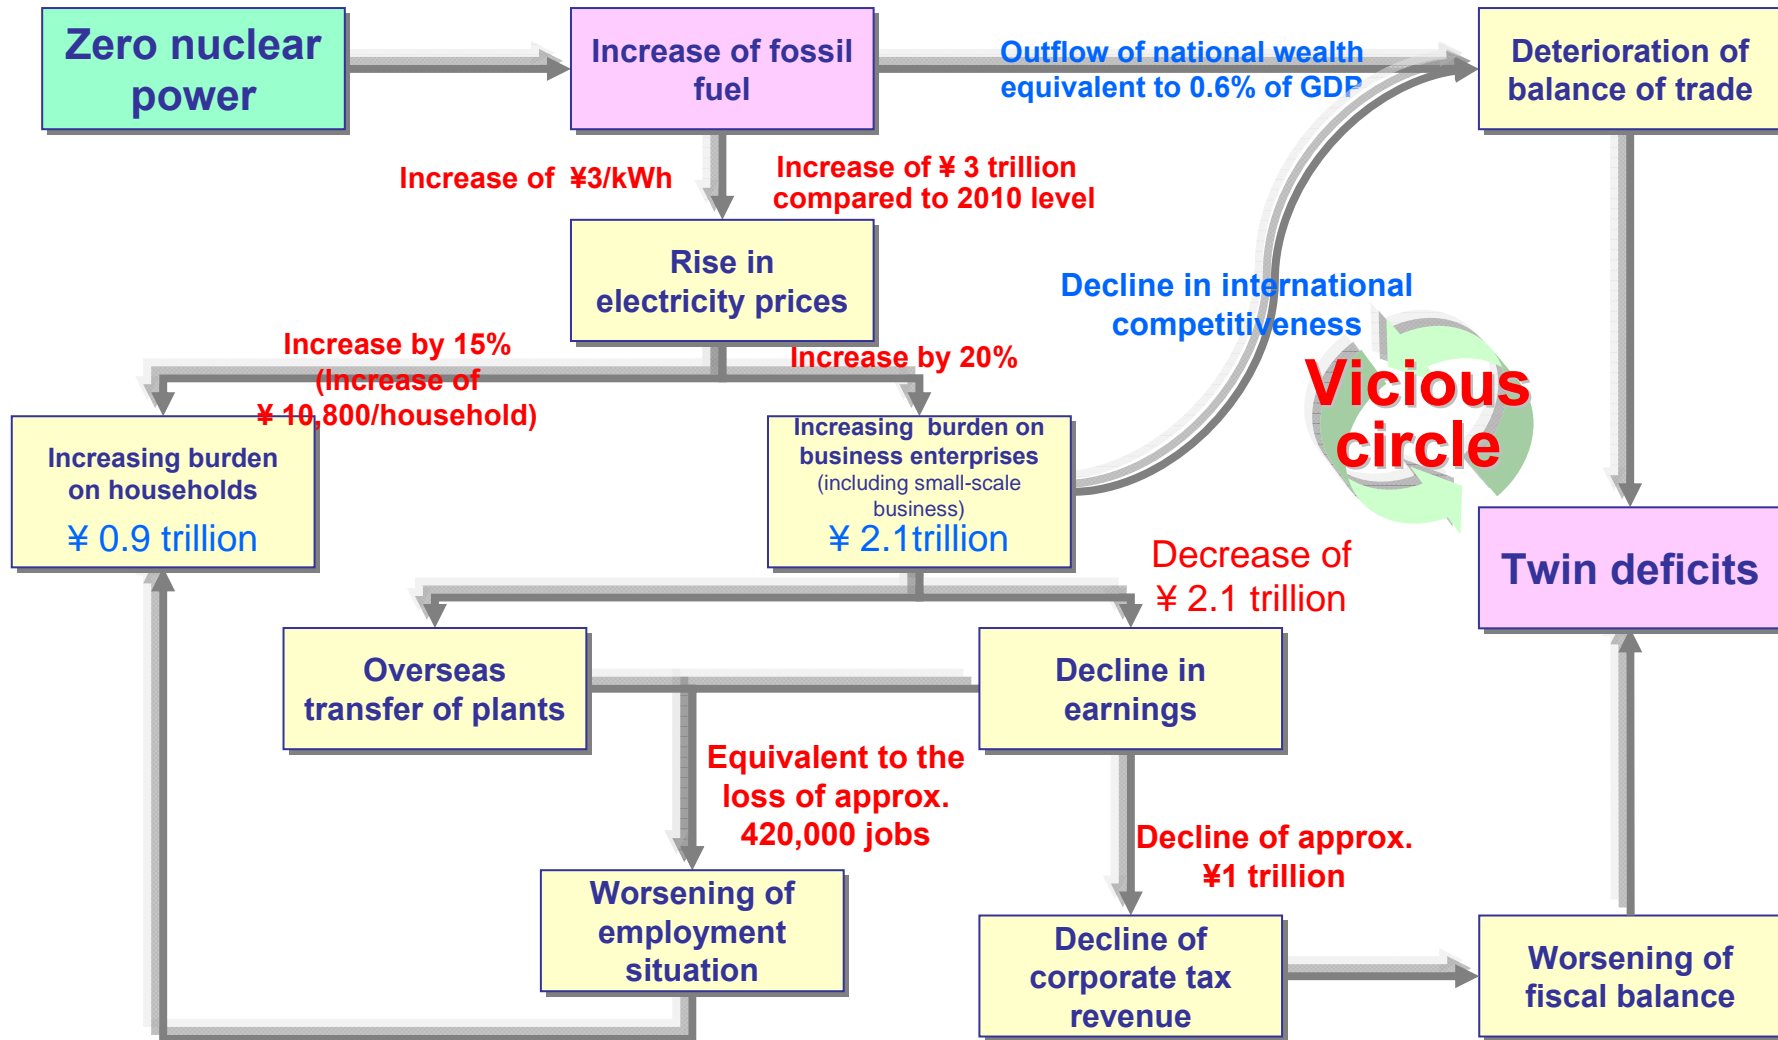 Zero nuclear
power
Increase of fossil
fuel
Outflow of national wealth
equivalent to 0.6% of GDP
Deterioration of
balance of trade
Increase of ¥3/kWh
Increase of ¥ 3 trillion
compared to 2010 level
Rise in
electricity prices
Decline in international
competitiveness
Increase by 15%
(Increase of
¥ 10,800/household)
Increase by 20%
Vicious
circle
Increasing burden
on households
¥ 0.9 trillion
Increasing burden on
business enterprises
(including small-scale
business)
¥ 2.1trillion
Decrease of
¥ 2.1 trillion
Twin deficits
Overseas
transfer of plants
Decline in
earnings
Equivalent to the
loss of approx.
420,000 jobs
Decline of approx.
¥1 trillion
Worsening of
employment
situation
Decline of
corporate tax
revenue
Worsening of
fiscal balance